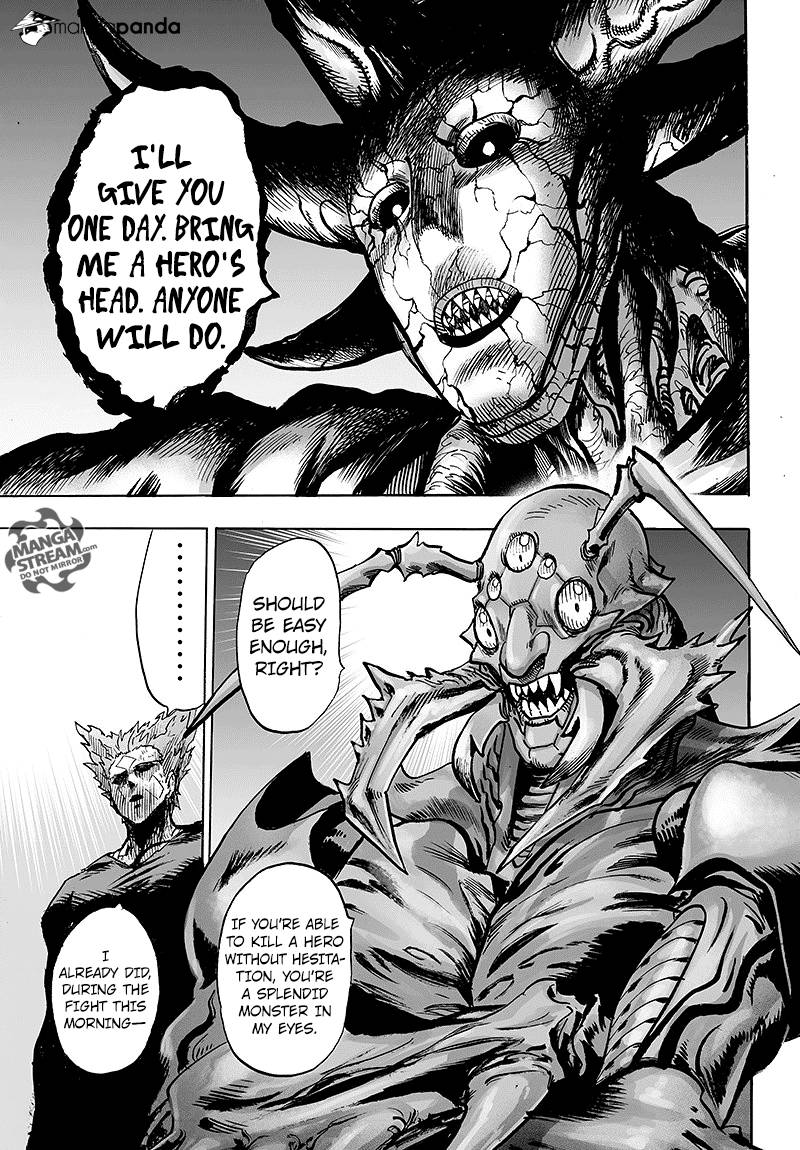 mangapanda
I'LL
GIVE YOU
ONE DAY. BRING
ME A HERO'S
HEAD. ANYONE
WILL DO.
MANGA
STREAM.com
DO NOT MIRROR
SHOULD
BE EASY
ENOUGH,
RIGHT?
.........
IF YOU'RE ABLE
TO KILL A HERO
WITHOUT HESITA-
TION, YOU'RE
A SPLENDID
MONSTER IN
MY EYES.
I
ALREADY DID,
DURING THE
FIGHT THIS
MORNING—